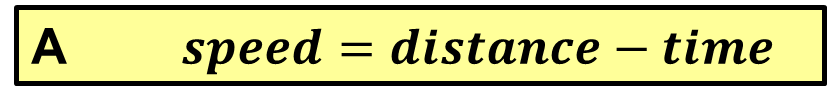 A speed = distance − time